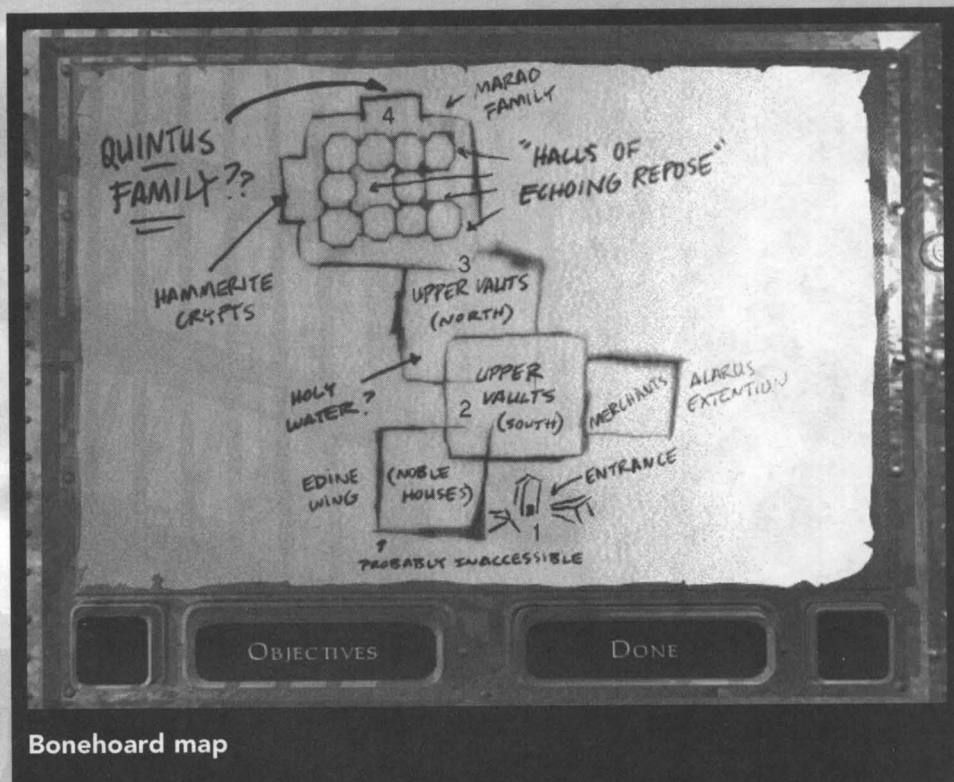 MARAO
FAMILY
4
QUINTUS
FAMILY??
"HALLS OF
ECHOING REPOSE"
HAMMERITE
CRYPTS
3
UPPER VAULTS
(NORTH)
HOLY
WATER?
UPPER
VAULTS
2
(SOUTH)
MERCHANTS
ALARUS
EXTENTION
EDINE
WING
(NOBLE
HOUSES)
ENTRANCE
1
PROBABLY INACCESSIBLE
OBJECTIVES
DONE
Bonehoard map